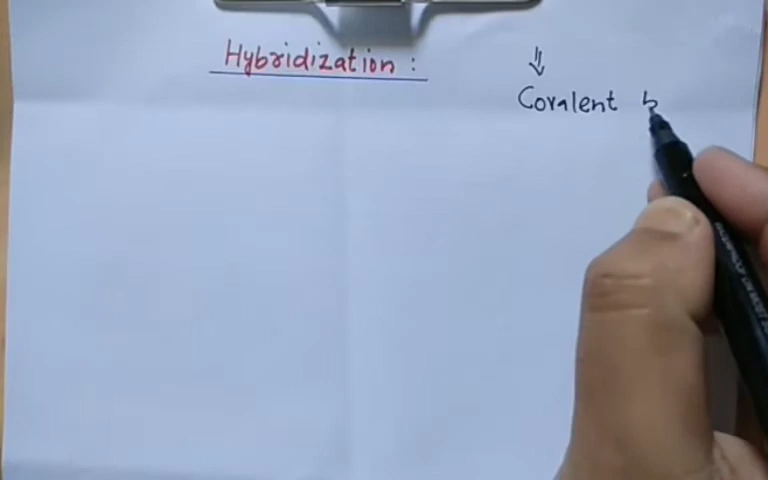 Hybridization :
⇓
Covalent b